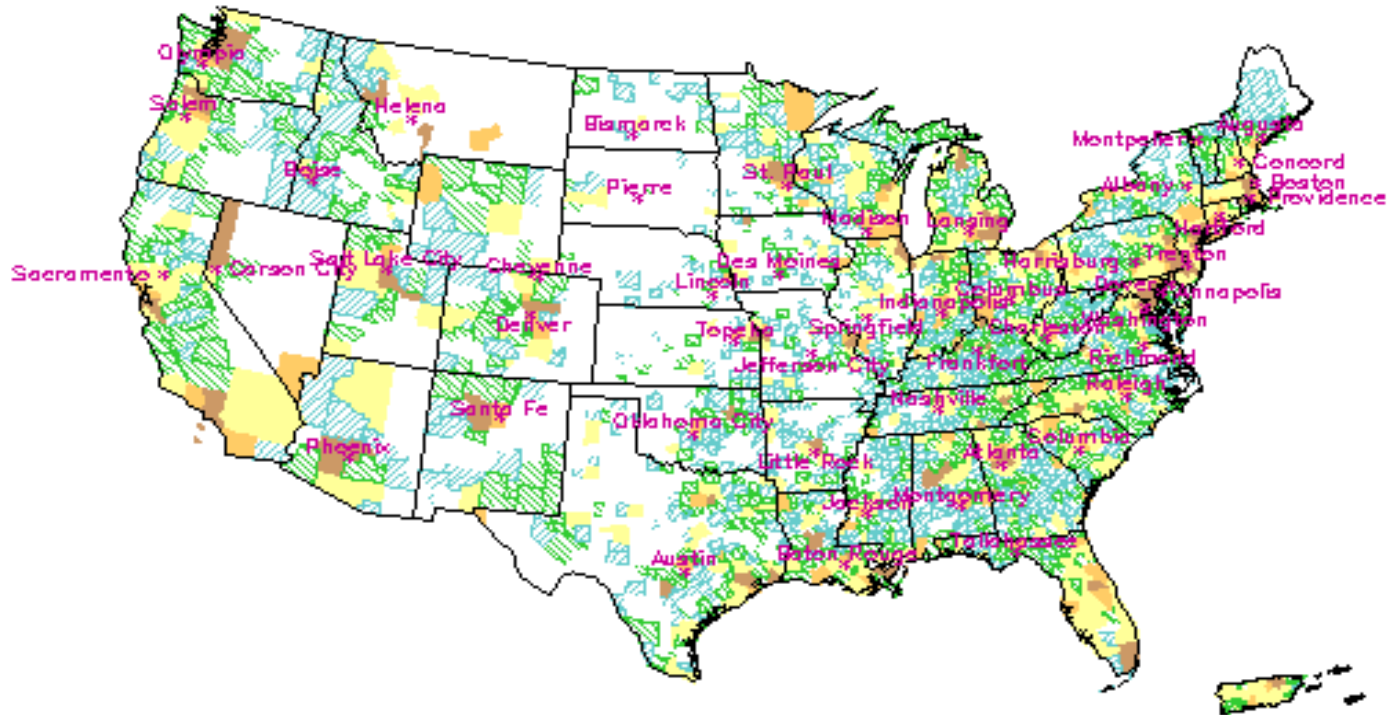 Olympia
Salem
Helena
Bismarck
Montpelier
Augusta
Concord
Boise
Pierre
St. Paul
Albany
Boston
Providence
Madison
Lansing
Hartford
Sacramento
Carson City
Salt Lake City
Cheyenne
Des Moines
Harrisburg
Trenton
Lincoln
Columbus
Dover
Annapolis
Indianapolis
Denver
Topeka
Springfield
Charleston
Washington
Jefferson City
Frankfort
Richmond
Raleigh
Santa Fe
Nashville
Oklahoma City
Phoenix
Little Rock
Atlanta
Columbia
Jackson
Montgomery
Austin
Baton Rouge
Tallahassee